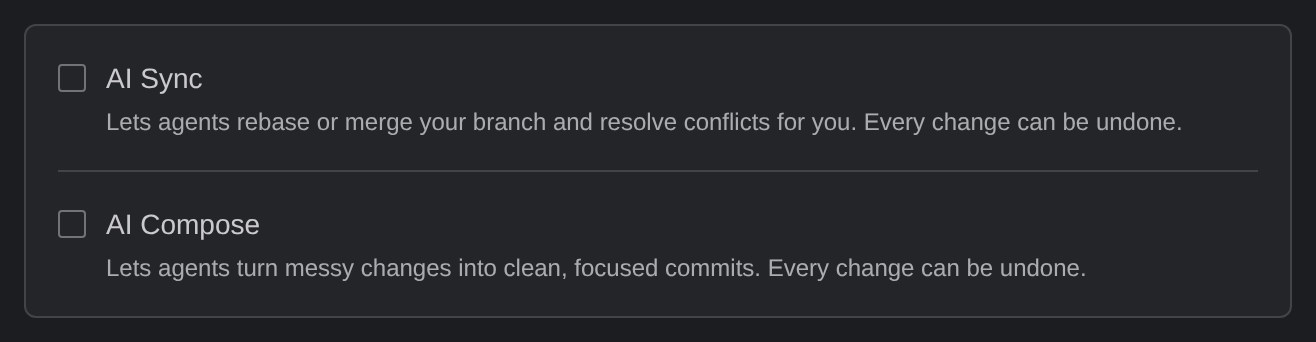 AI Sync
Lets agents rebase or merge your branch and resolve conflicts for you. Every change can be undone.
AI Compose
Lets agents turn messy changes into clean, focused commits. Every change can be undone.